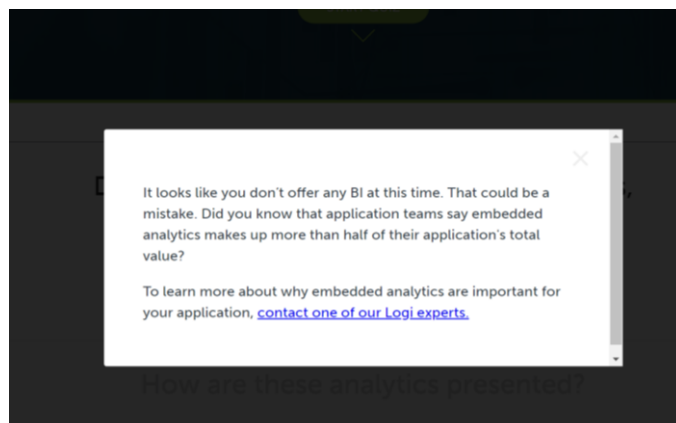 It looks like you don't offer any BI at this time. That could be a
mistake. Did you know that application teams say embedded
analytics makes up more than half of their application's total
value?
To learn more about why embedded analytics are important for
your application, contact one of our Logi experts.
How are these analytics presented?